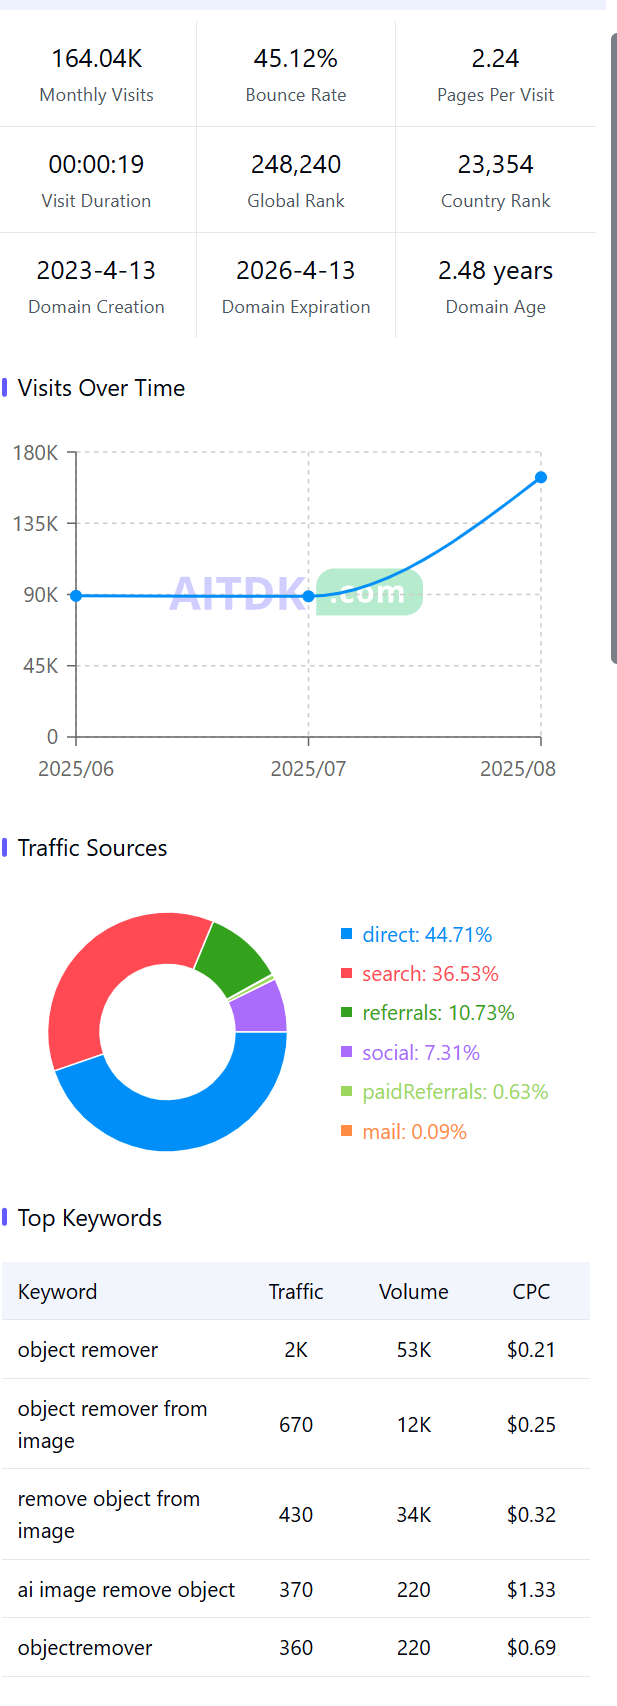 164.04K
Monthly Visits
45.12%
Bounce Rate
2.24
Pages Per Visit
00:00:19
Visit Duration
248,240
Global Rank
23,354
Country Rank
2023-4-13
Domain Creation
2026-4-13
Domain Expiration
2.48 years
Domain Age
Visits Over Time
180K
135K
90K
45K
0
AITDK .com
2025/06
2025/07
2025/08
Traffic Sources
direct: 44.71%
search: 36.53%
referrals: 10.73%
social: 7.31%
paidReferrals: 0.63%
mail: 0.09%
Top Keywords
Keyword Traffic Volume CPC
object remover 2K 53K $0.21
object remover from
image 670 12K $0.25
remove object from
image 430 34K $0.32
ai image remove object 370 220 $1.33
objectremover 360 220 $0.69